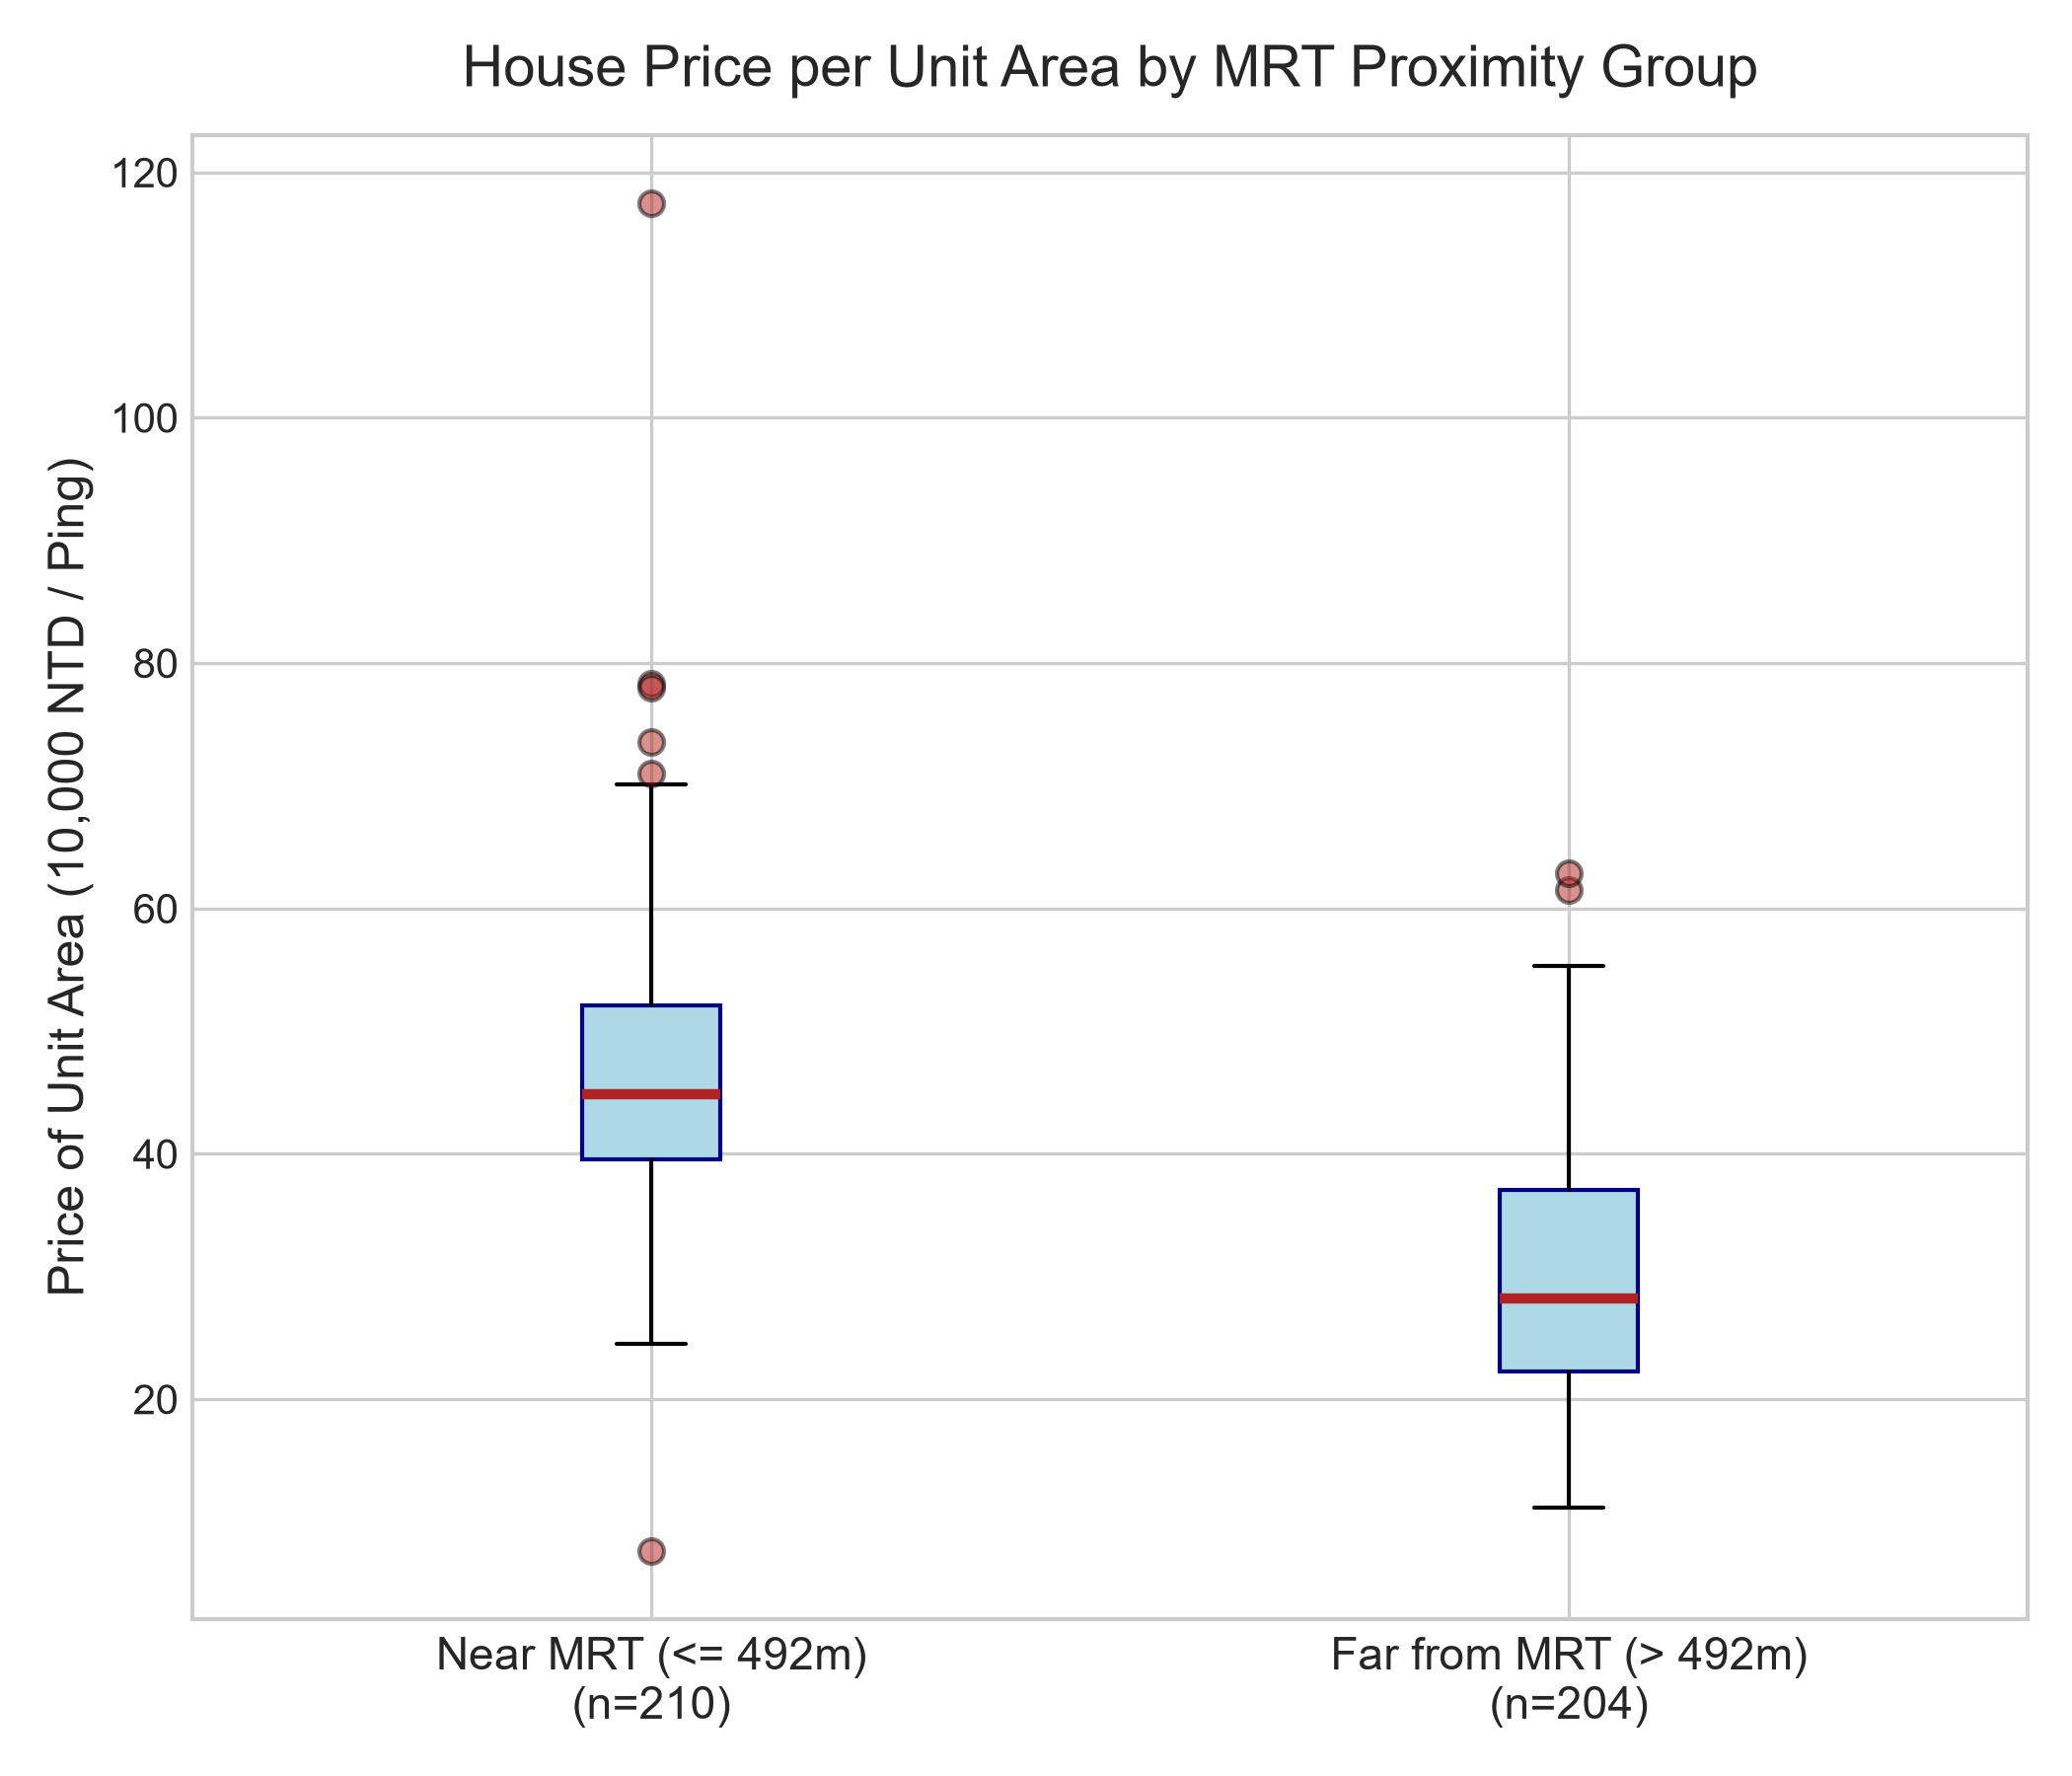 House Price per Unit Area by MRT Proximity Group
Price of Unit Area (10,000 NTD / Ping)
120
100
80
60
40
20
Near MRT (<= 492m)
(n=210)
Far from MRT (> 492m)
(n=204)